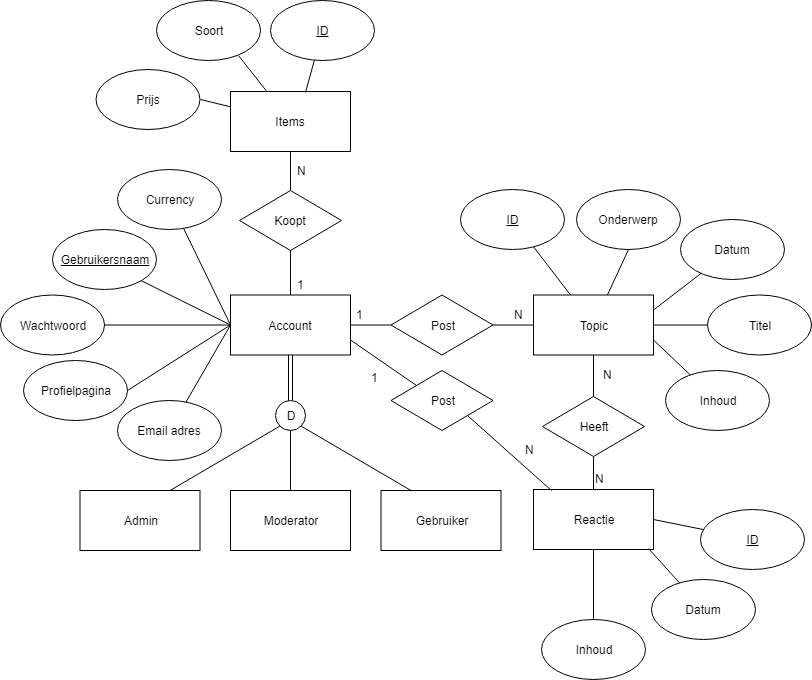 Soort
ID
Prijs
Items
N
Koopt
1
Currency
Gebruikersnaam
Wachtwoord
Profielpagina
Email adres
Account
1
Post
N
1
Post
N
D
Admin
Moderator
Gebruiker
ID
Onderwerp
Datum
Titel
Inhoud
Topic
N
Heeft
N
Reactie
ID
Datum
Inhoud